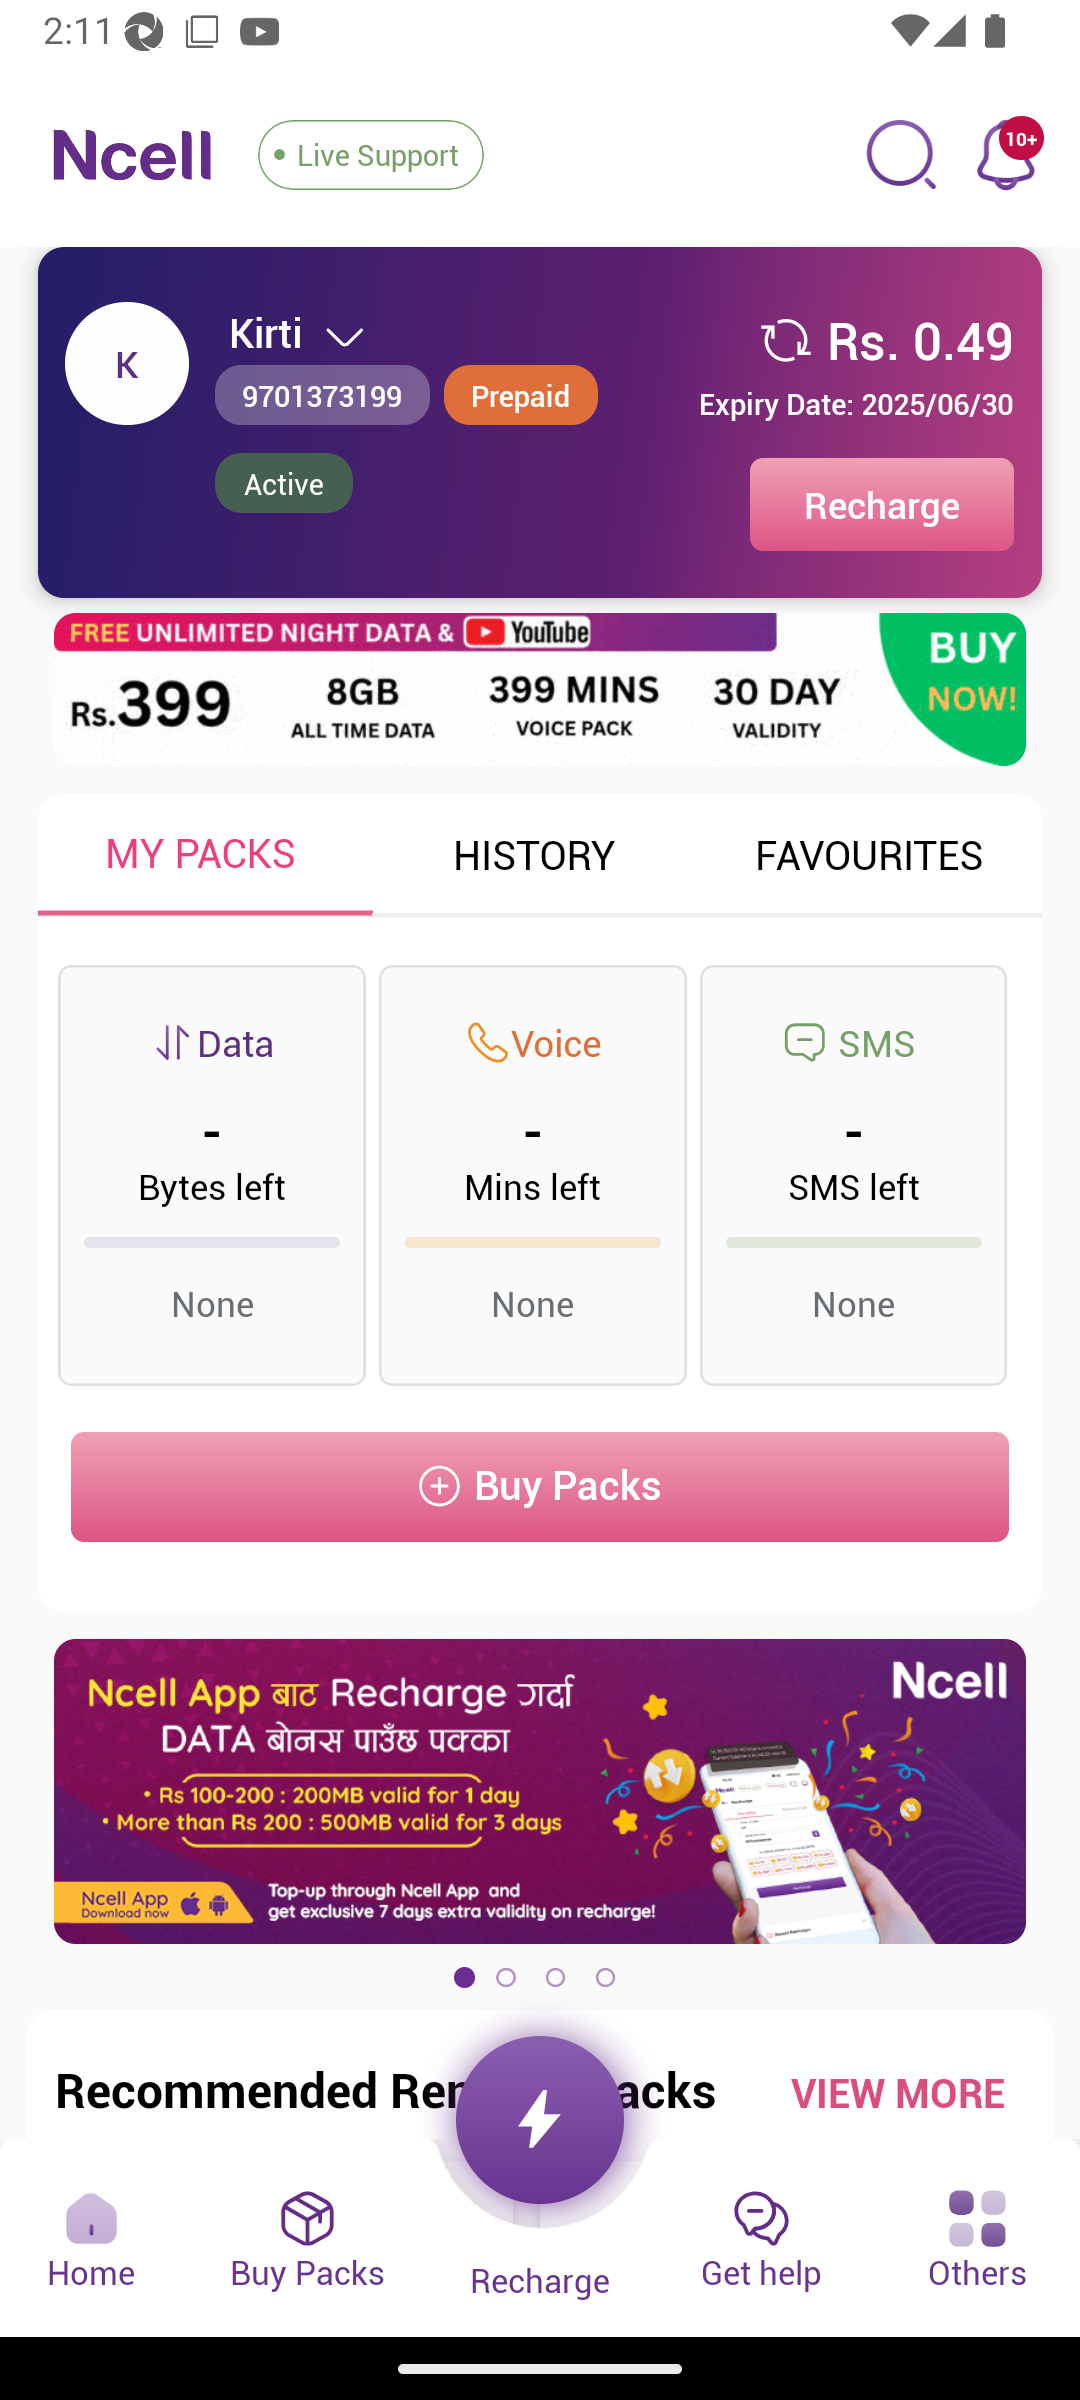 2:11
Ncell
Live Support
10+
K
Kirti
Rs. 0.49
9701373199
Prepaid
Expiry Date: 2025/06/30
Active
Recharge
FREE UNLIMITED NIGHT DATA & YouTube
BUY NOW!
Rs.399
8GB
ALL TIME DATA
399 MINS
VOICE PACK
30 DAY
VALIDITY
MY PACKS
HISTORY
FAVOURITES
Data
Voice
SMS
-
-
-
Bytes left
Mins left
SMS left
None
None
None
Buy Packs
Ncell App बाट Recharge गर्दा
DATA बोनस पाउँछ पक्का
• Rs 100-200 : 200MB valid for 1 day
• More than Rs 200 : 500MB valid for 3 days
Ncell
Ncell App
Download now
Top-up through Ncell App and
get exclusive 7 days extra validity on recharge!
Recommended Ren acks
VIEW MORE
Home
Buy Packs
Recharge
Get help
Others